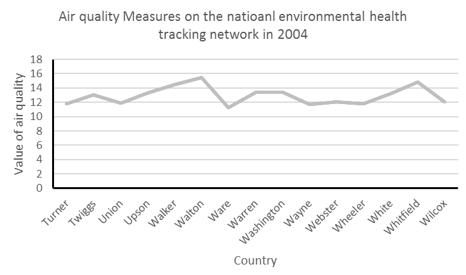 Air quality Measures on the natioanl environmental health
tracking network in 2004
Value of air quality
18
16
14
12
10
8
6
4
2
0
Turner
Twiggs
Union
Upson
Walker
Walton
Ware
Warren
Washington
Wayne
Webster
Wheeler
White
Whitfield
Wilcox
Country